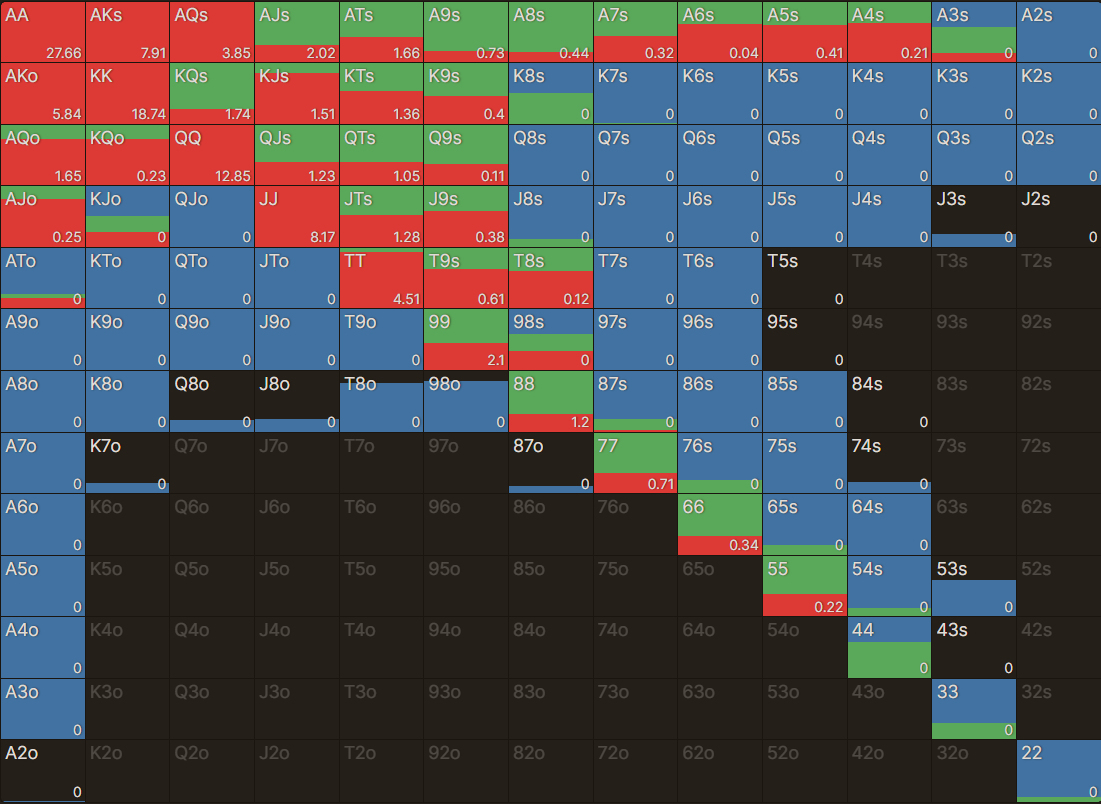 AA AKs AQs AJs ATs A9s A8s A7s A6s A5s A4s A3s A2s
27.66 7.91 3.85 2.02 1.66 0.73 0.44 0.32 0.04 0.41 0.21 0 0
AKo KK KQs KJs KTs K9s K8s K7s K6s K5s K4s K3s K2s
5.84 18.74 1.74 1.51 1.36 0.4 0 0 0 0 0 0 0
AQo KQo QQ QJs QTs Q9s Q8s Q7s Q6s Q5s Q4s Q3s Q2s
1.65 0.23 12.85 1.23 1.05 0.11 0 0 0 0 0 0 0
AJo KJo QJo JJ JTs J9s J8s J7s J6s J5s J4s J3s J2s
0.25 0 0 8.17 1.28 0.38 0 0 0 0 0 0 0
ATo KTo QTo JTo TT T9s T8s T7s T6s T5s T4s T3s T2s
0 0 0 0 4.51 0.61 0.12 0 0 0
A9o K9o Q9o J9o T9o 99 98s 97s 96s 95s 94s 93s 92s
0 0 0 0 0 2.1 0 0 0 0
A8o K8o Q8o J8o T8o 98o 88 87s 86s 85s 84s 83s 82s
0 0 0 0 0 0 1.2 0 0 0 0
A7o K7o Q7o J7o T7o 97o 87o 77 76s 75s 74s 73s 72s
0 0 0 0.71 0 0 0
A6o K6o Q6o J6o T6o 96o 86o 76o 66 65s 64s 63s 62s
0 0.34 0 0
A5o K5o Q5o J5o T5o 95o 85o 75o 65o 55 54s 53s 52s
0 0.22 0 0
A4o K4o Q4o J4o T4o 94o 84o 74o 64o 54o 44 43s 42s
0 0 0
A3o K3o Q3o J3o T3o 93o 83o 73o 63o 53o 43o 33 32s
0 0
A2o K2o Q2o J2o T2o 92o 82o 72o 62o 52o 42o 32o 22
0 0